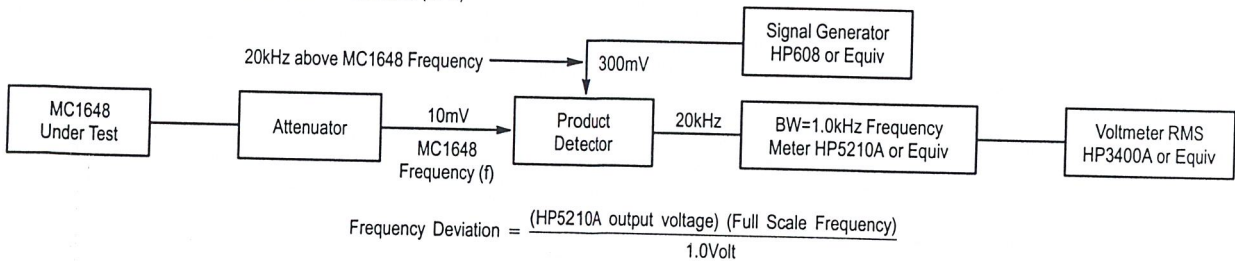 Signal Generator
HP608 or Equiv
20kHz above MC1648 Frequency
300mV
MC1648
Under Test
Attenuator
10mV
MC1648
Frequency (f)
Product
Detector
20kHz
BW=1.0kHz Frequency
Meter HP5210A or Equiv
Voltmeter RMS
HP3400A or Equiv
Frequency Deviation = (HP5210A output voltage) (Full Scale Frequency)
1.0Volt